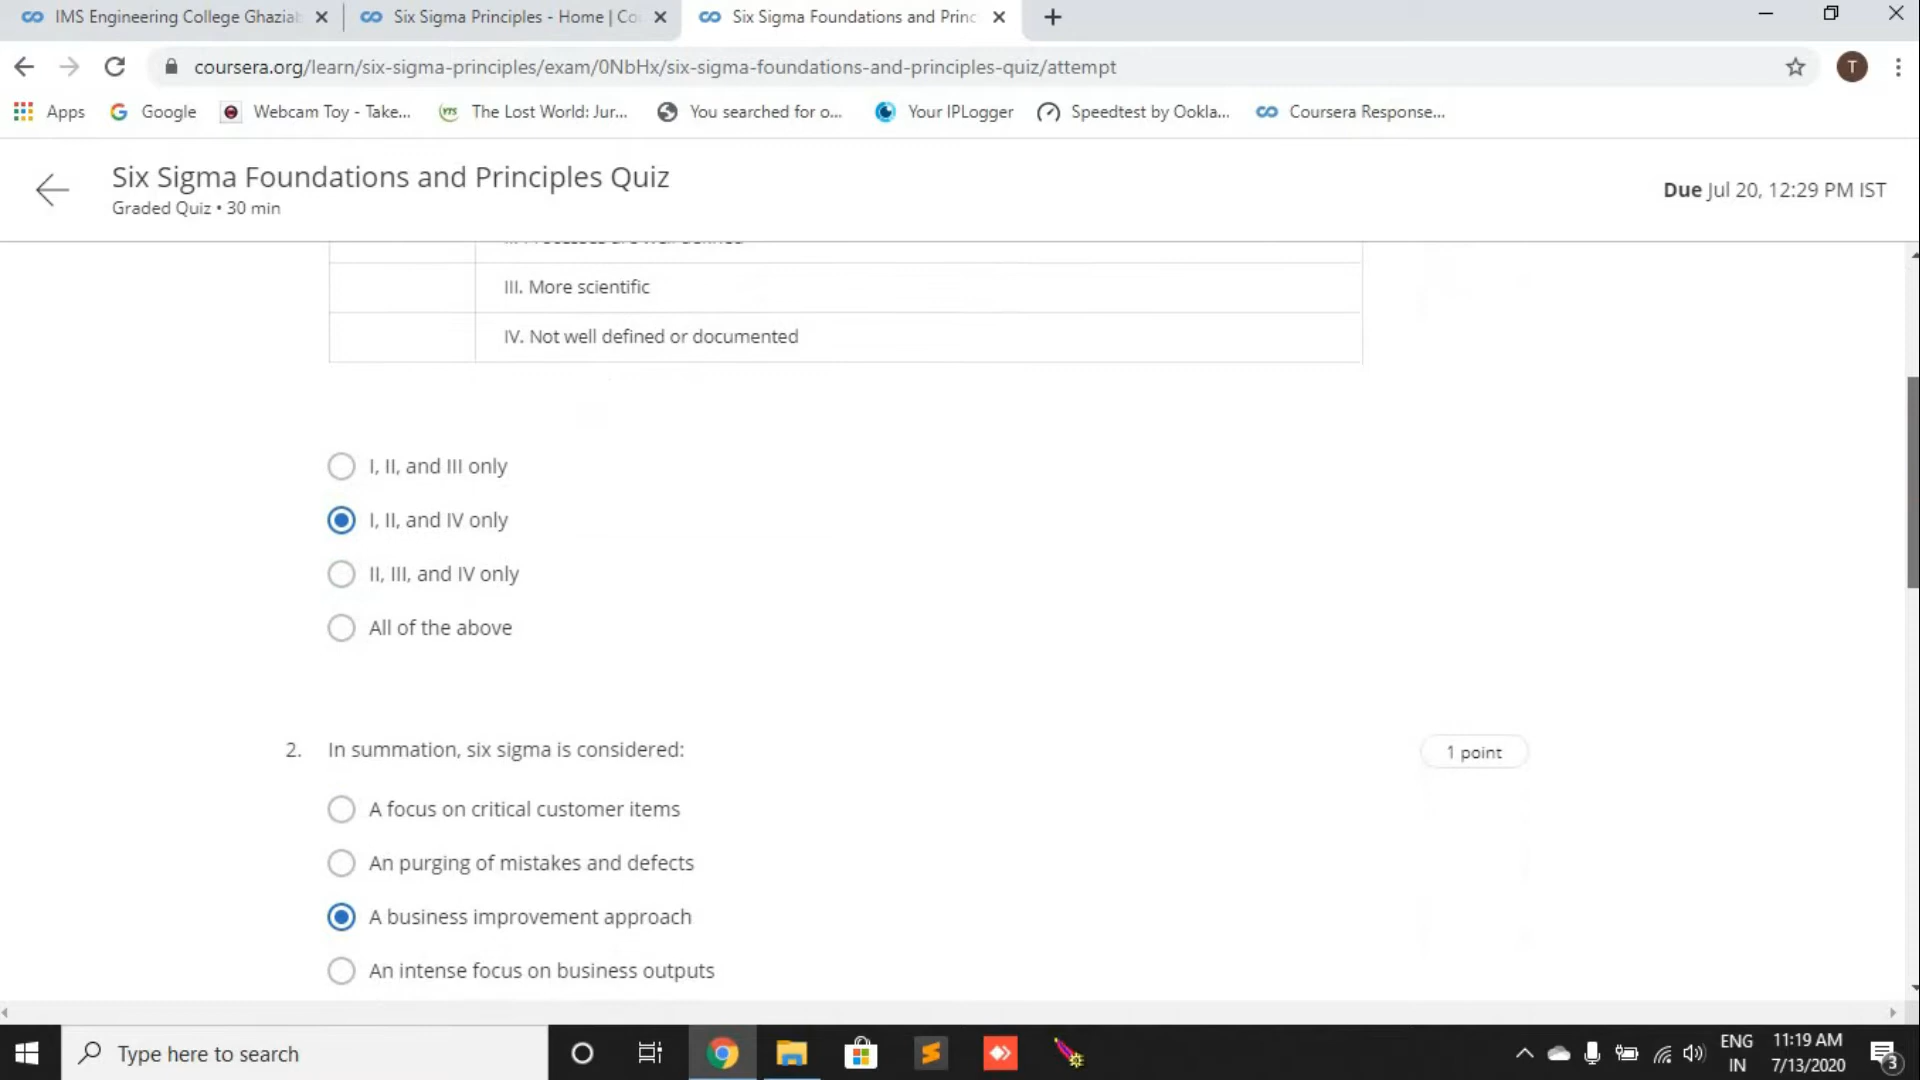 IMS Engineering College Ghaziab
Six Sigma Principles - Home | Co
Six Sigma Foundations and Princ
coursera.org/learn/six-sigma-principles/exam/0NbHx/six-sigma-foundations-and-principles-quiz/attempt
T
Apps
Google
Webcam Toy - Take...
The Lost World: Jur...
You searched for o...
Your IPLogger
Speedtest by Ookla...
Coursera Response...
Six Sigma Foundations and Principles Quiz
Graded Quiz • 30 min
Due Jul 20, 12:29 PM IST
III. More scientific
IV. Not well defined or documented
I, II, and III only
I, II, and IV only
II, III, and IV only
All of the above
2. In summation, six sigma is considered:
1 point
A focus on critical customer items
An purging of mistakes and defects
A business improvement approach
An intense focus on business outputs
Type here to search
ENG
IN
11:19 AM
7/13/2020
3